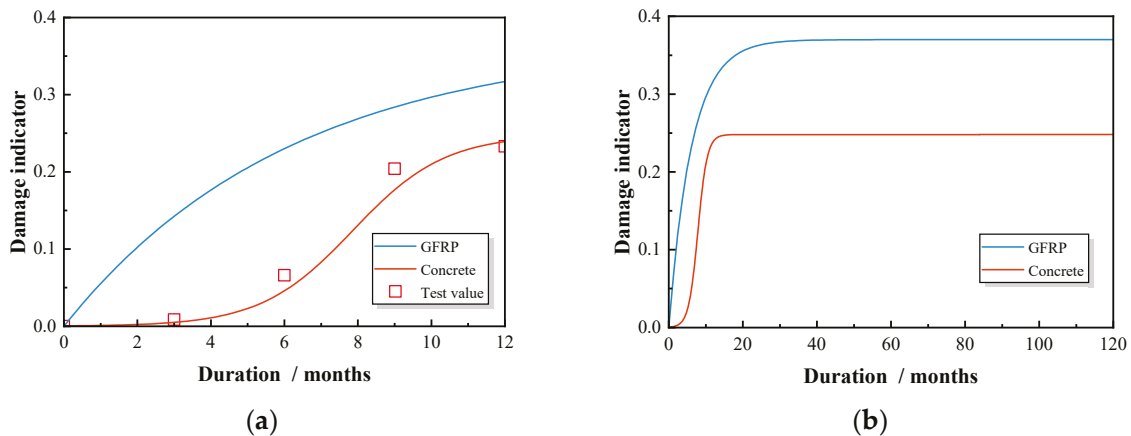 0.4
0.3
0.2
0.1
0.0
Damage indicator
GFRP
Concrete
Test value
0 2 4 6 8 10 12
Duration / months
(a)
0.4
0.3
0.2
0.1
0.0
Damage indicator
GFRP
Concrete
0 20 40 60 80 100 120
Duration / months
(b)